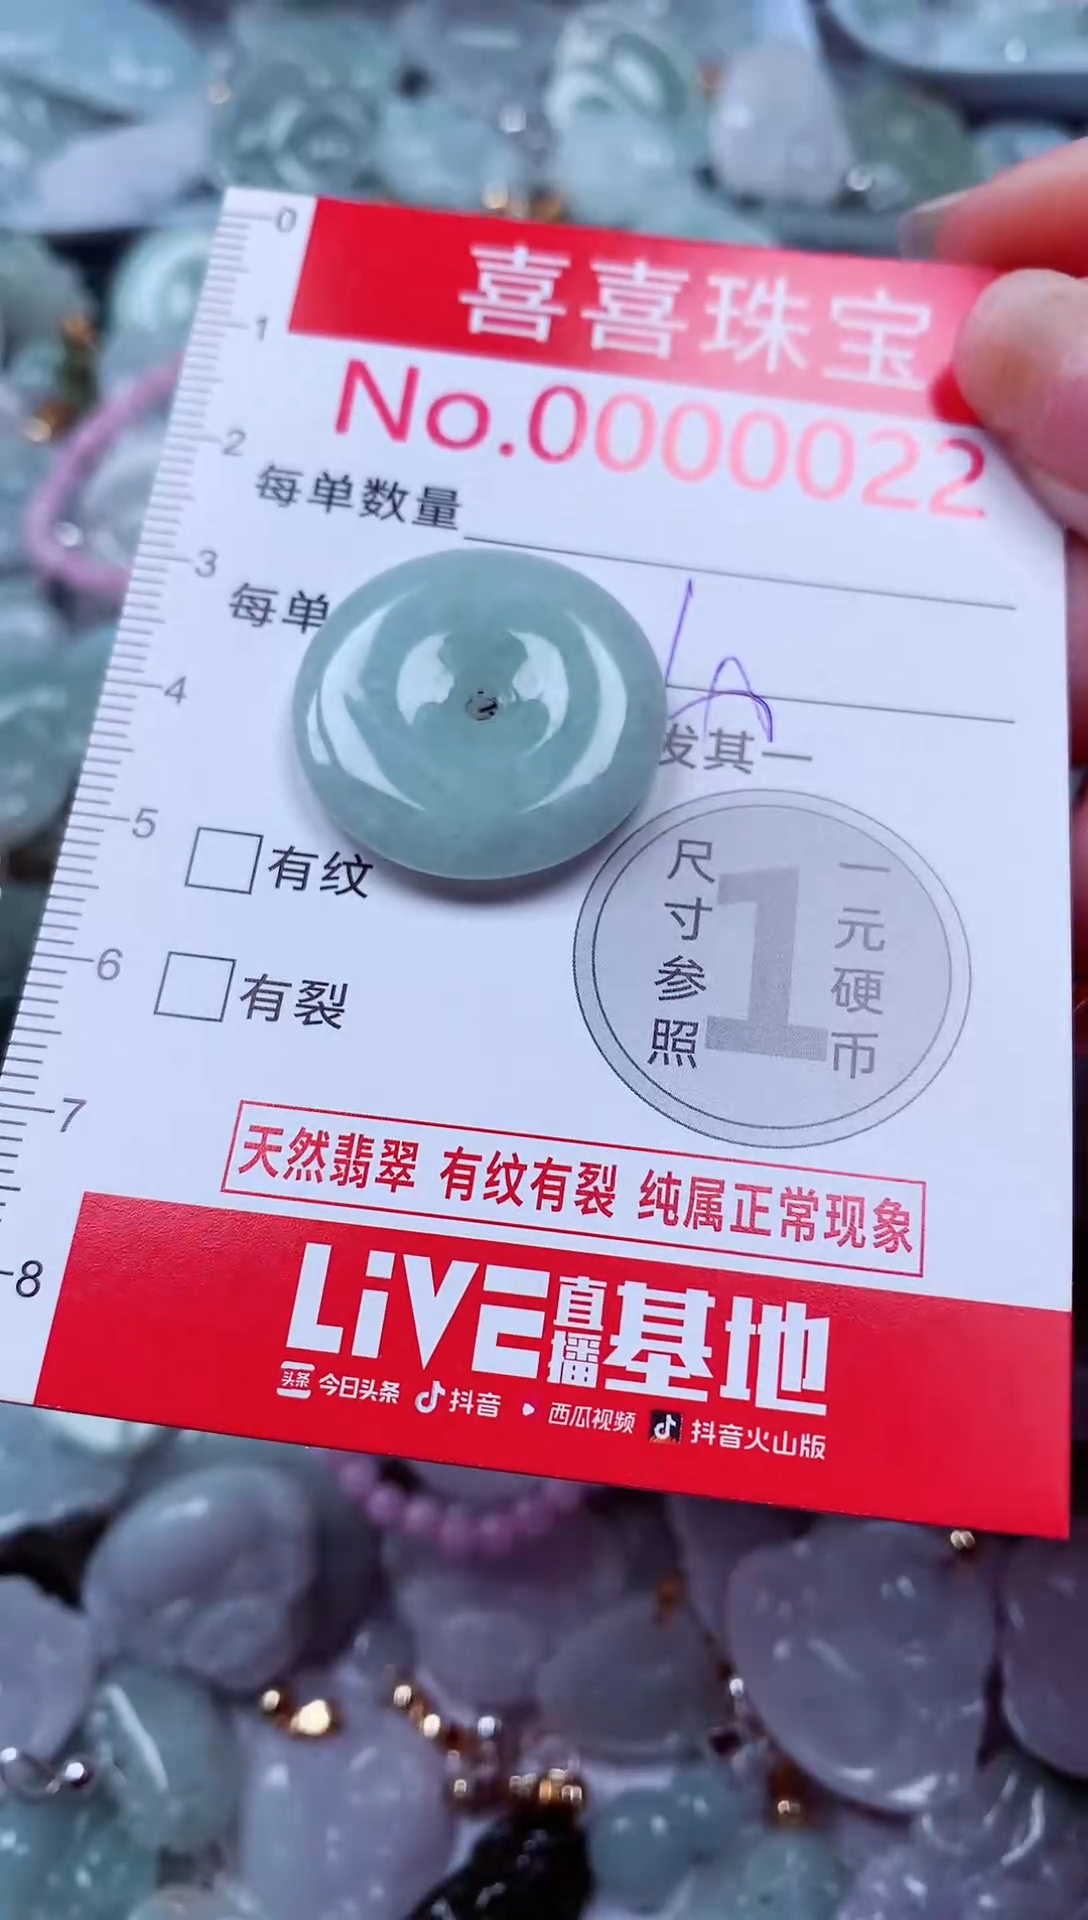 喜喜珠宝
No.0000022
每单数量
每单
发其一
有纹
有裂
尺寸参照
1
一元硬币
天然翡翠 有纹有裂 纯属正常现象
LiVE直播基地
头条 今日头条 抖音 西瓜视频 抖音火山版
0
1
2
3
4
5
6
7
8